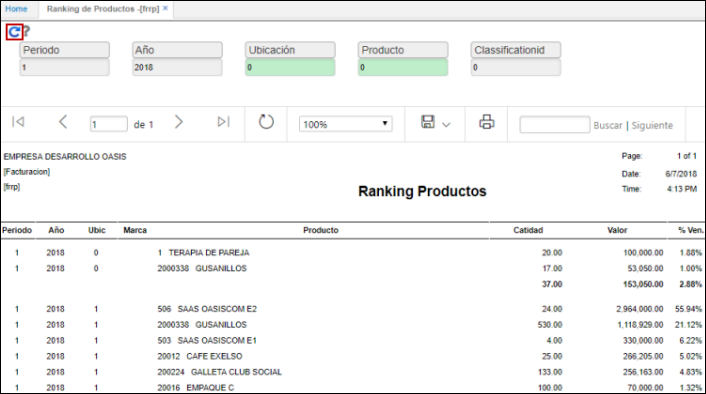 Home Ranking de Productos -[frrp] ×
?
Periodo Año Ubicación Producto Classificationid
1 2018 0 0 0
1 de 1 100% Buscar | Siguiente
EMPRESA DESARROLLO OASIS Page: 1 of 1
[Facturacion] Date: 6/7/2018
[frrp] Time: 4:13 PM
Ranking Productos
Periodo Año Ubic Marca Producto Catidad Valor % Ven.
1 2018 0 1 TERAPIA DE PAREJA 20.00 100,000.00 1.88%
1 2018 0 2000338 GUSANILLOS 17.00 53,050.00 1.00%
37.00 153,050.00 2.88%
1 2018 1 506 SAAS OASISCOM E2 24.00 2,964,000.00 55.94%
1 2018 1 2000338 GUSANILLOS 530.00 1,118,929.00 21.12%
1 2018 1 503 SAAS OASISCOM E1 4.00 330,000.00 6.22%
1 2018 1 20012 CAFE EXELSO 25.00 266,205.00 5.02%
1 2018 1 200224 GALLETA CLUB SOCIAL 133.00 256,163.00 4.83%
1 2018 1 20016 EMPAQUE C 100.00 70,000.00 1.32%